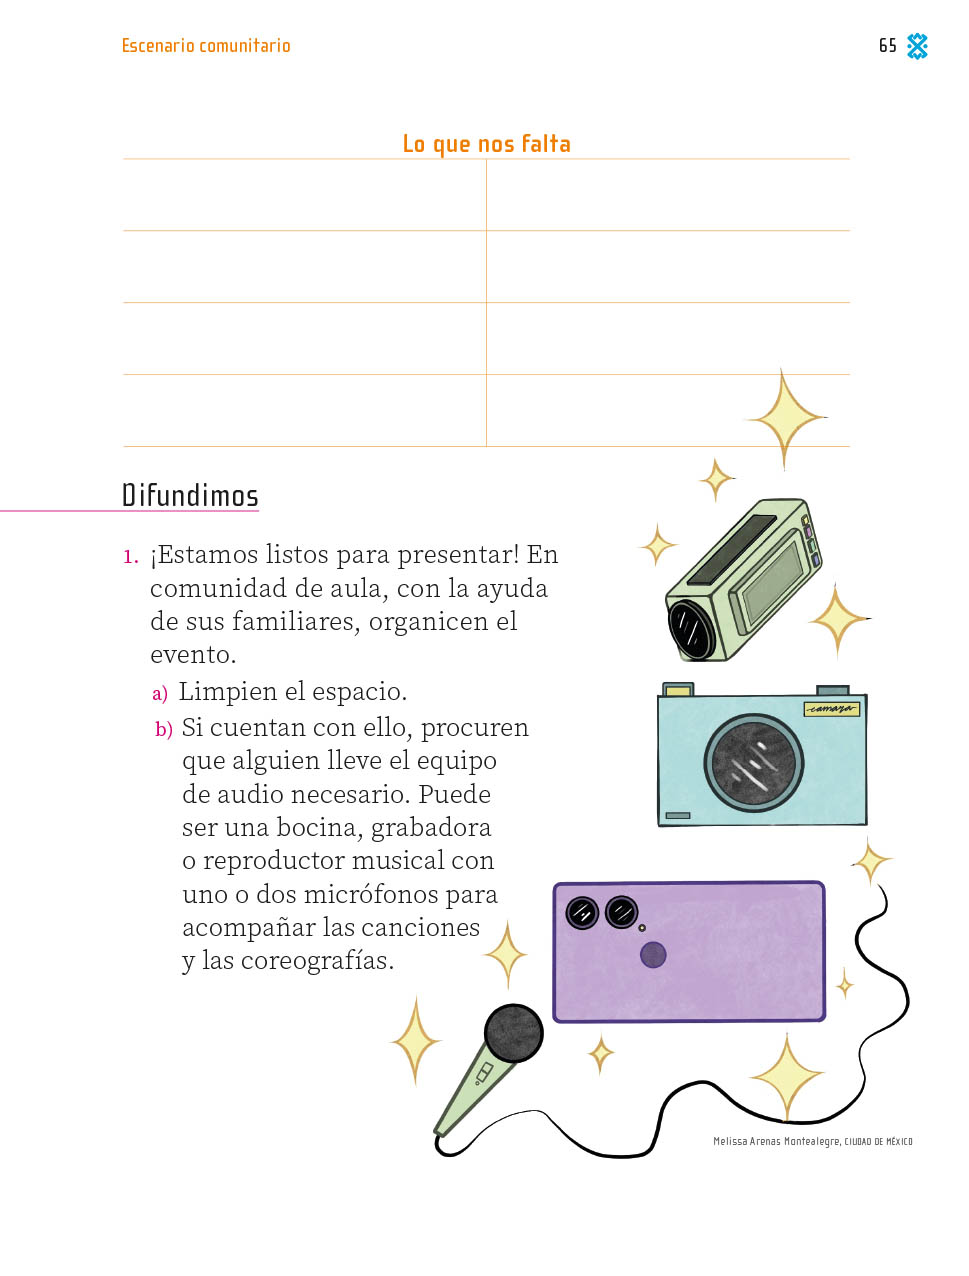 Escenario comunitario
65
Lo que nos falta
Difundimos
1. ¡Estamos listos para presentar! En
comunidad de aula, con la ayuda
de sus familiares, organicen el
evento.
a) Limpien el espacio.
b) Si cuentan con ello, procuren
que alguien lleve el equipo
de audio necesario. Puede
ser una bocina, grabadora
o reproductor musical con
uno o dos micrófonos para
acompañar las canciones
y las coreografías.
camara
Melissa Arenas Montealegre, CIUDAD DE MÉXICO